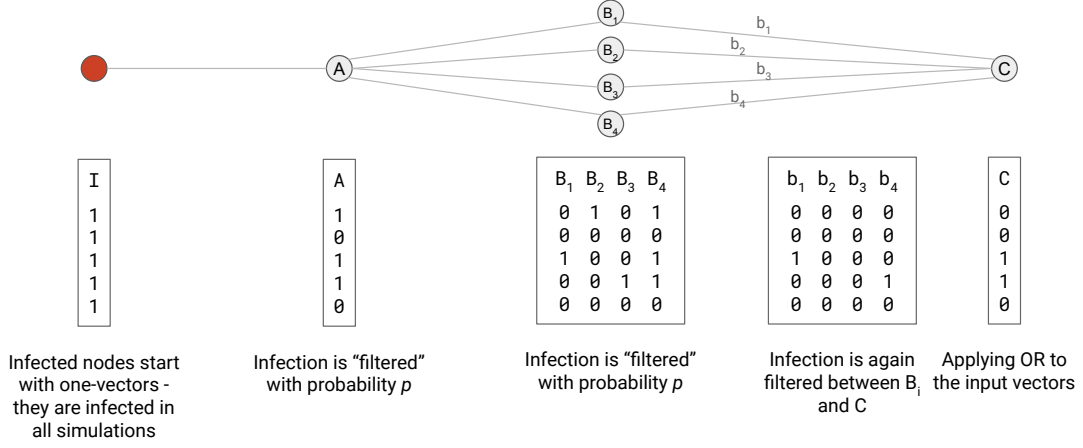 B1
b1
b2
B2
A
b3
C
B3
b4
B4
I
A
B1 B2 B3 B4
b1 b2 b3 b4
C
1
1
0 1 0 1
0 0 0 0
0
1
0
0 0 0 0
0 0 0 0
0
1
1
1 0 0 1
1 0 0 0
1
1
1
0 0 1 1
0 0 0 1
1
1
0
0 0 0 0
0 0 0 0
0
Infected nodes start
with one-vectors -
they are infected in
all simulations
Infection is “filtered”
with probability p
Infection is “filtered”
with probability p
Infection is again
filtered between Bi
and C
Applying OR to
the input vectors